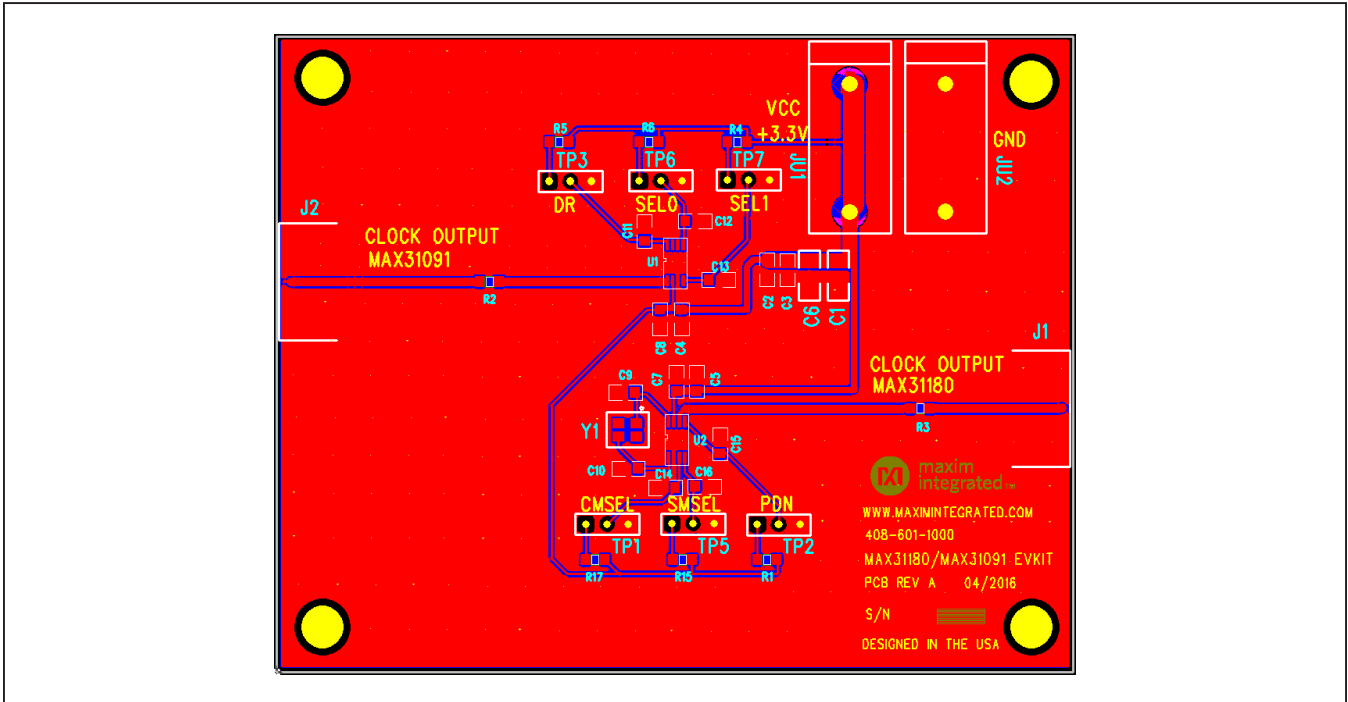 VCC
+3.3V
JU1
GND
JU2
R5
R6
R4
TP3
TP6
TP7
DR
SEL0
SEL1
J2
CLOCK OUTPUT
MAX31091
R2
C11
C12
U1
C13
C2
C3
C6
C1
C8
C4
J1
CLOCK OUTPUT
MAX31180
R3
C9
C7
C5
Y1
U2
C15
C10
C14
C16
CMSEL
SMSEL
PDN
TP1
TP5
TP2
R17
R15
R1
maxim
integrated™
WWW.MAXIMINTEGRATED.COM
408-601-1000
MAX31180/MAX31091 EVKIT
PCB REV A 04/2016
S/N
DESIGNED IN THE USA